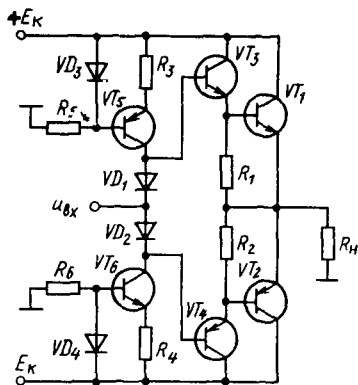 +Eк
VD3
R3
VT3
VT5
R5
VT1
VD1
R1
uвх
VD2
R6
VT6
R2
Rн
VT2
VT4
VD4
R4
Eк